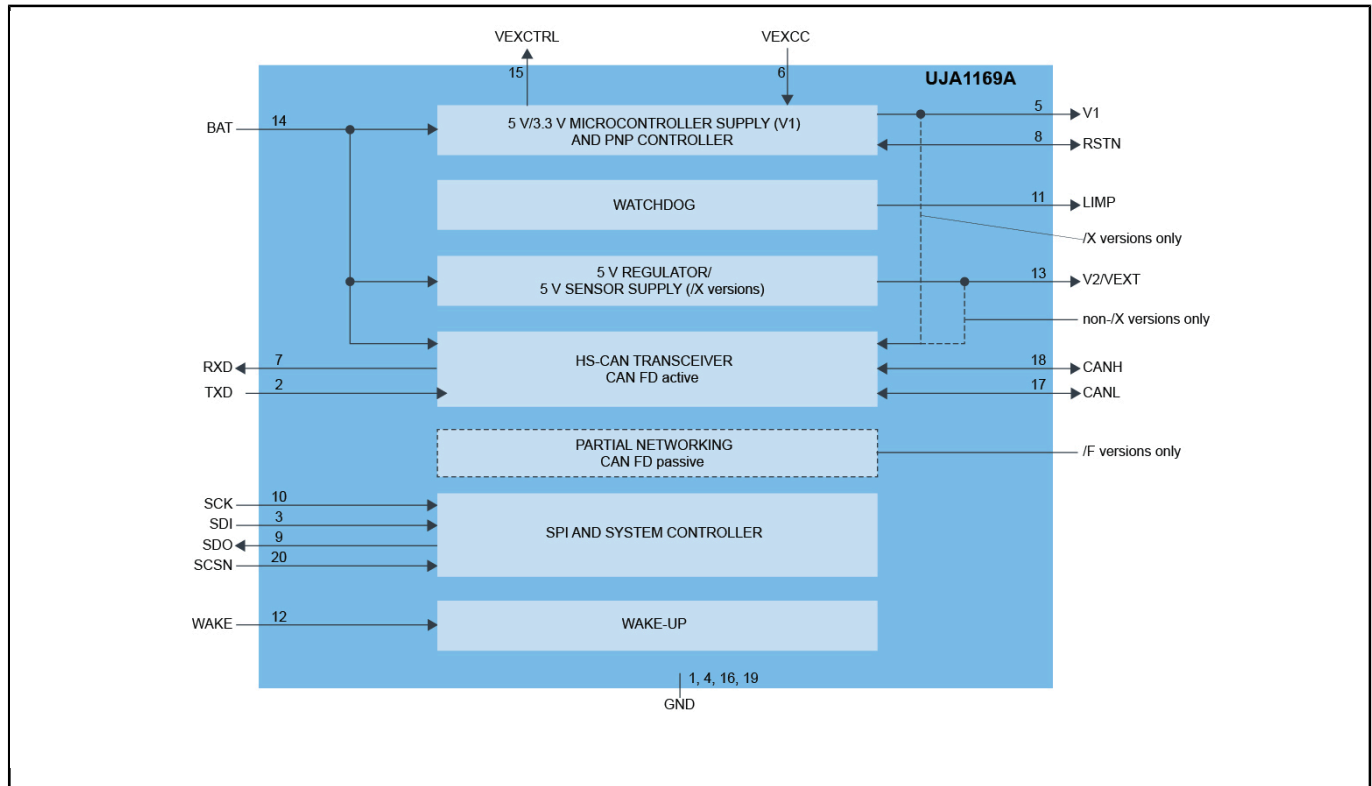 VEXCTRL
VEXCC
15
6
UJA1169A
BAT
14
5 V/3.3 V MICROCONTROLLER SUPPLY (V1)
AND PNP CONTROLLER
5
V1
8
RSTN
WATCHDOG
11
LIMP
/X versions only
5 V REGULATOR/
5 V SENSOR SUPPLY (/X versions)
13
V2/VEXT
non-/X versions only
RXD
7
TXD
2
HS-CAN TRANSCEIVER
CAN FD active
18
CANH
17
CANL
PARTIAL NETWORKING
CAN FD passive
/F versions only
SCK
10
SDI
3
SDO
9
SCSN
20
SPI AND SYSTEM CONTROLLER
WAKE
12
WAKE-UP
1, 4, 16, 19
GND